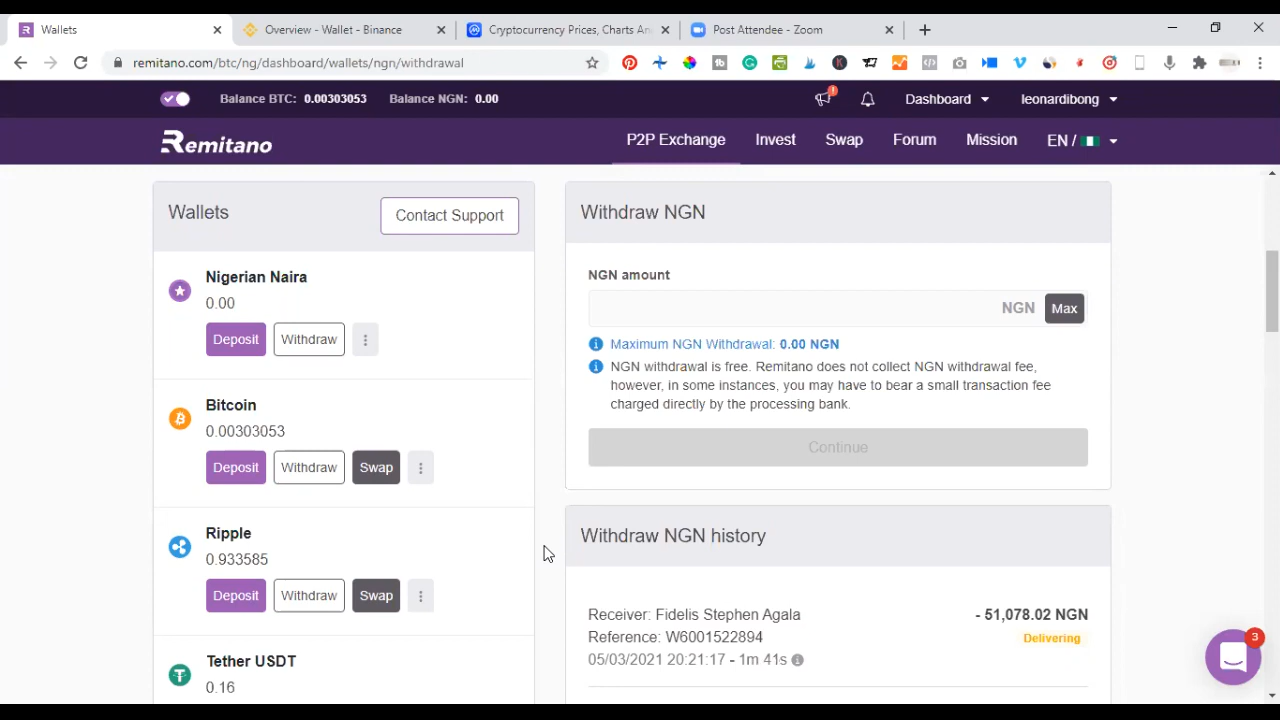 Wallets
Overview - Wallet - Binance
Cryptocurrency Prices, Charts An
Post Attendee - Zoom
remitano.com/btc/ng/dashboard/wallets/ngn/withdrawal
Balance BTC: 0.00303053
Balance NGN: 0.00
Dashboard
leonardibong
Remitano
P2P Exchange
Invest
Swap
Forum
Mission
EN /
Wallets
Contact Support
Nigerian Naira
0.00
Deposit
Withdraw
Bitcoin
0.00303053
Deposit
Withdraw
Swap
Ripple
0.933585
Deposit
Withdraw
Swap
Tether USDT
0.16
Withdraw NGN
NGN amount
NGN
Max
Maximum NGN Withdrawal: 0.00 NGN
NGN withdrawal is free. Remitano does not collect NGN withdrawal fee,
however, in some instances, you may have to bear a small transaction fee
charged directly by the processing bank.
Continue
Withdraw NGN history
Receiver: Fidelis Stephen Agala
- 51,078.02 NGN
Reference: W6001522894
Delivering
05/03/2021 20:21:17 - 1m 41s
3